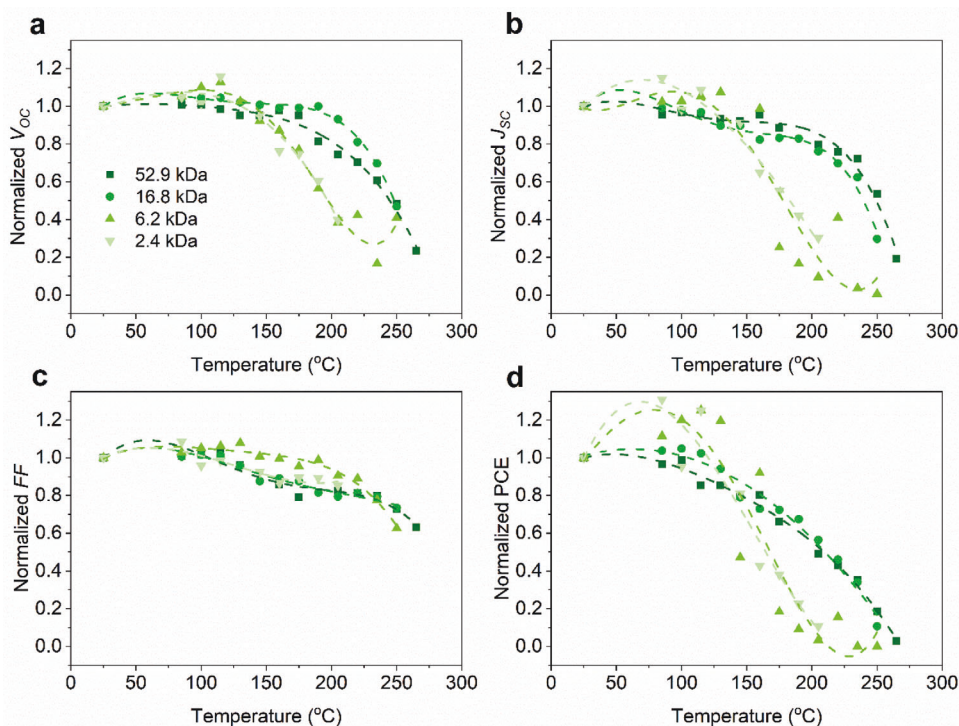 a
Normalized VOC
1.2
1.0
0.8
0.6
0.4
0.2
0.0
52.9 kDa
16.8 kDa
6.2 kDa
2.4 kDa
0 50 100 150 200 250 300
Temperature (oC)
b
Normalized JSC
1.2
1.0
0.8
0.6
0.4
0.2
0.0
0 50 100 150 200 250 300
Temperature (oC)
c
Normalized FF
1.2
1.0
0.8
0.6
0.4
0.2
0.0
0 50 100 150 200 250 300
Temperature (oC)
d
Normalized PCE
1.2
1.0
0.8
0.6
0.4
0.2
0.0
0 50 100 150 200 250 300
Temperature (oC)